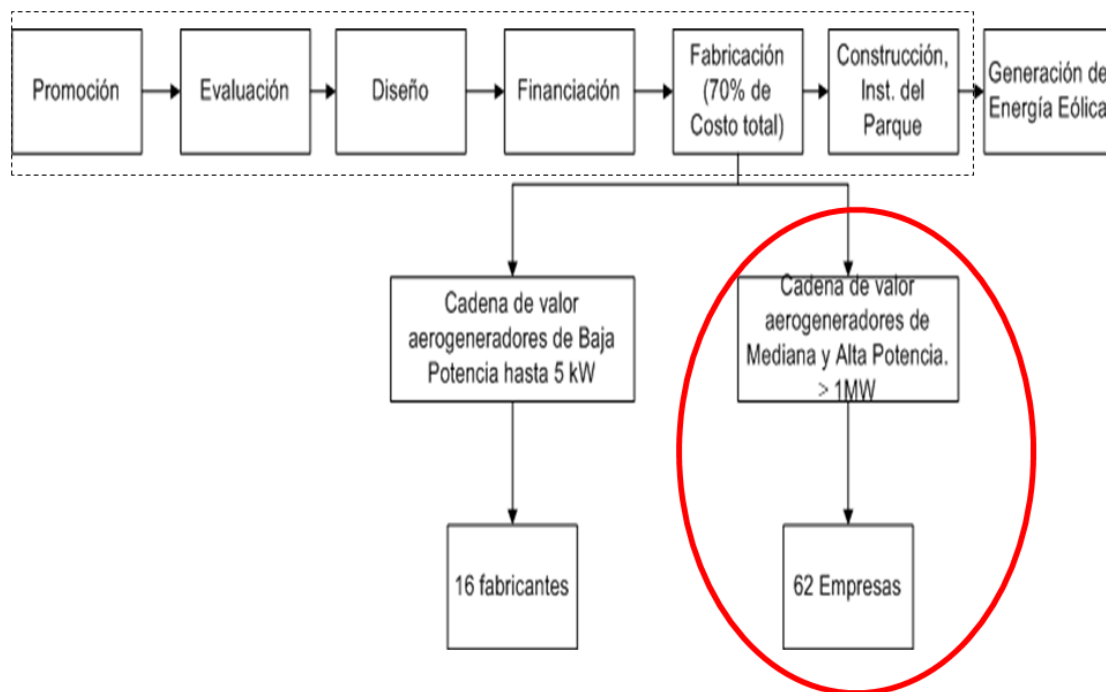 Promoción
Evaluación
Diseño
Financiación
Fabricación
(70% de
Costo total)
Construcción,
Inst. del
Parque
Generación de
Energía Eólica
Cadena de valor
aerogeneradores de Baja
Potencia hasta 5 kW
Cadena de valor
aerogeneradores de
Mediana y Alta Potencia.
> 1MW
16 fabricantes
62 Empresas